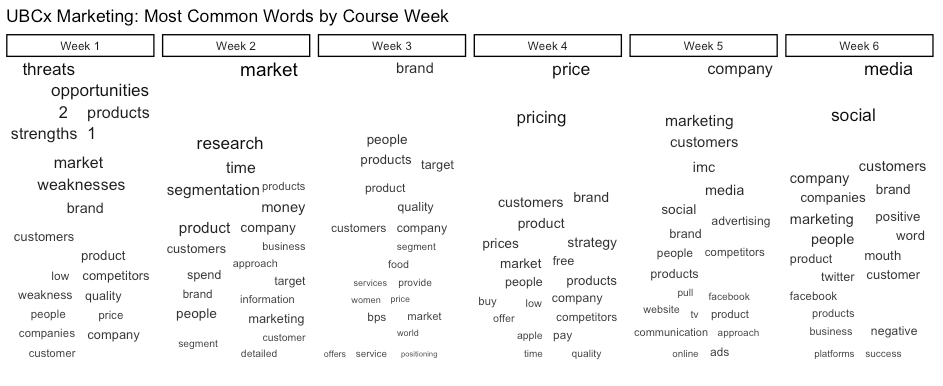 UBCx Marketing: Most Common Words by Course Week
Week 1
threats
opportunities
2 products
strengths 1
market
weaknesses
brand
customers
product
low competitors
weakness quality
people price
companies company
customer
Week 2
market
research
time
segmentation products
money
product company
customers business
approach
spend target
brand information
people marketing
segment customer
detailed
Week 3
brand
people
products target
product
quality
customers company
segment
food
services provide
women price
bps market
world
offers service positioning
Week 4
price
pricing
customers brand
product
prices strategy
market free
people products
buy low company
offer competitors
apple pay
time quality
Week 5
company
marketing
customers
imc
media
social advertising
brand
people competitors
products
pull facebook
website tv product
communication approach
online ads
Week 6
media
social
customers
company
companies brand
marketing positive
people word
product mouth
twitter customer
facebook
products
business negative
platforms success